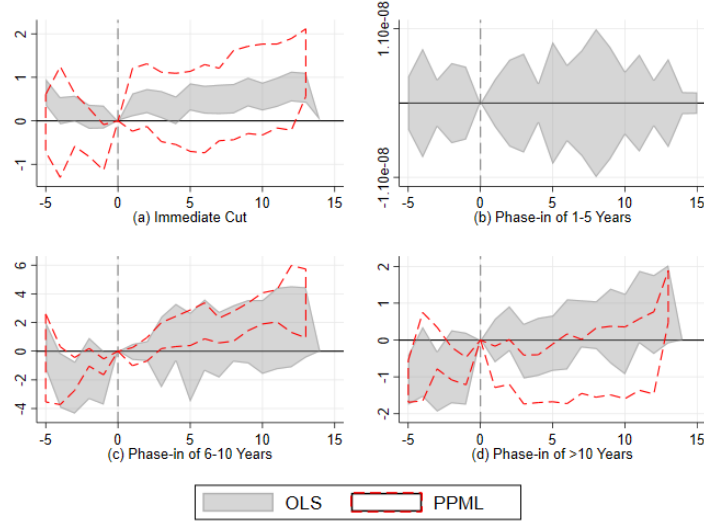 2
1
0
-1
-5 0 5 10 15
(a) Immediate Cut
1.10e-08
-1.10e-08
-5 0 5 10 15
(b) Phase-in of 1-5 Years
6
4
2
0
-2
-4
-5 0 5 10 15
(c) Phase-in of 6-10 Years
2
1
0
-1
-2
-5 0 5 10 15
(d) Phase-in of >10 Years
OLS PPML